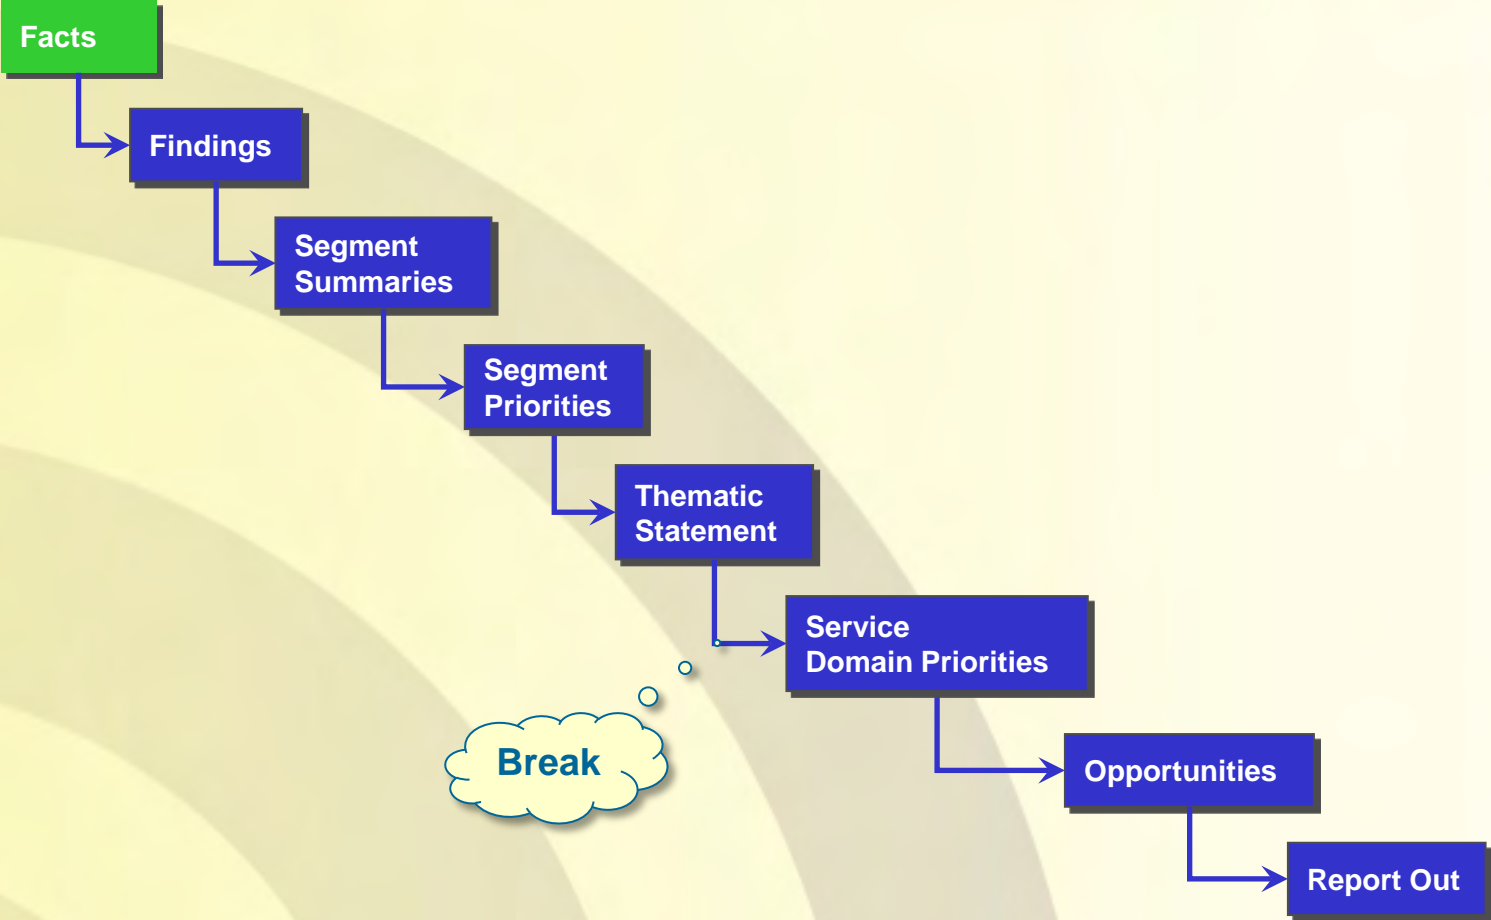 Facts
Findings
Segment
Summaries
Segment
Priorities
Thematic
Statement
Service
Domain Priorities
Break
Opportunities
Report Out